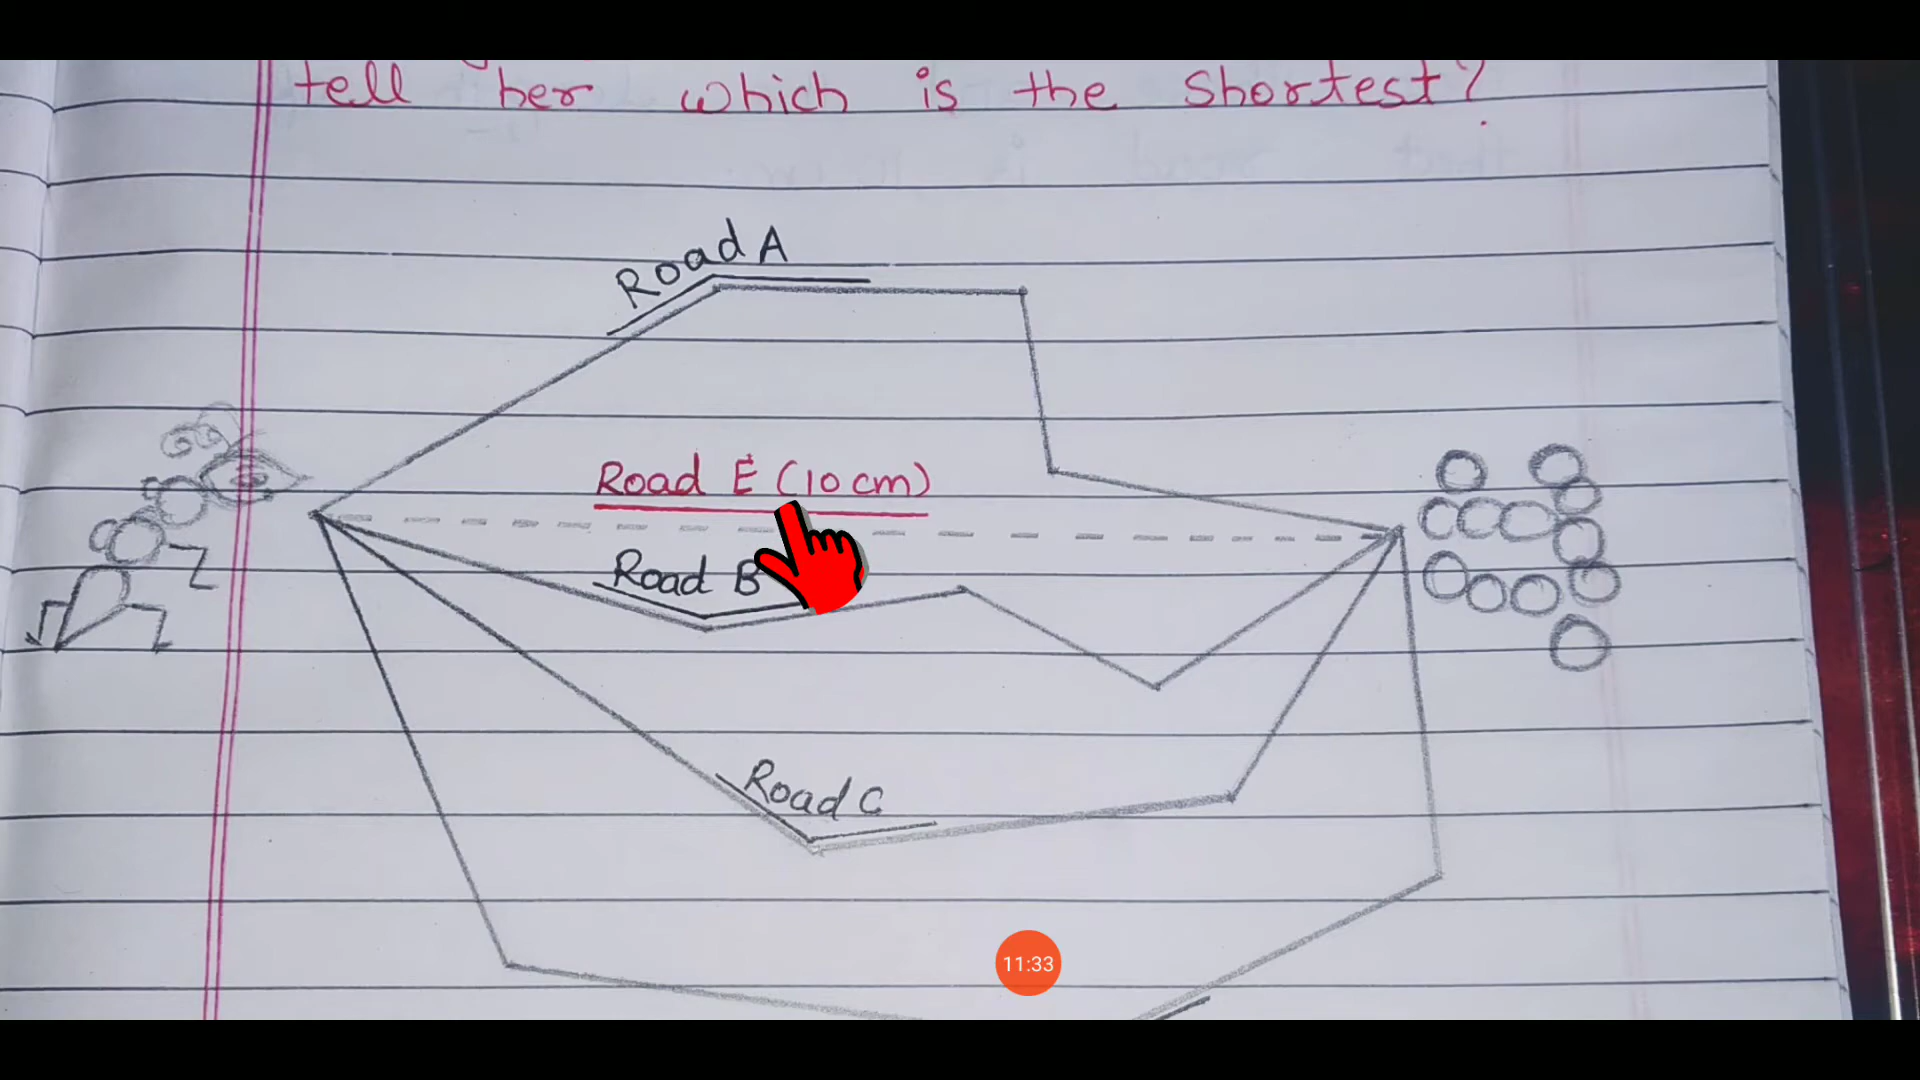 tell her which is the shortest?
Road A
Road E (10 cm)
Road B
Road C
11:33